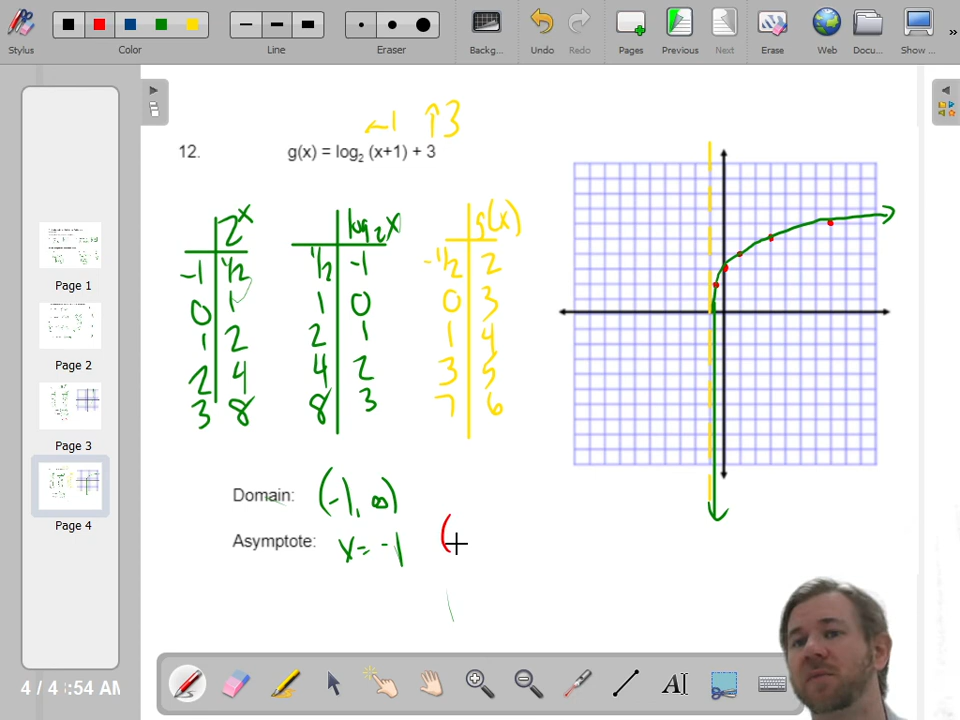 Stylus
Color
Line
Eraser
Backg...
Undo
Redo
Pages
Previous
Next
Erase
Web
Docu...
Show ...
»
←1 ↑3
12. g(x) = log₂ (x+1) + 3
2^x
-1 1/2
0 1
1 2
2 4
3 8
log₂x
1/2 -1
1 0
2 1
4 2
8 3
g(x)
-1/2 2
0 3
1 4
3 5
7 6
Domain: (-1, ∞)
Asymptote: x = -1 (
Page 1
Page 2
Page 3
Page 4
A